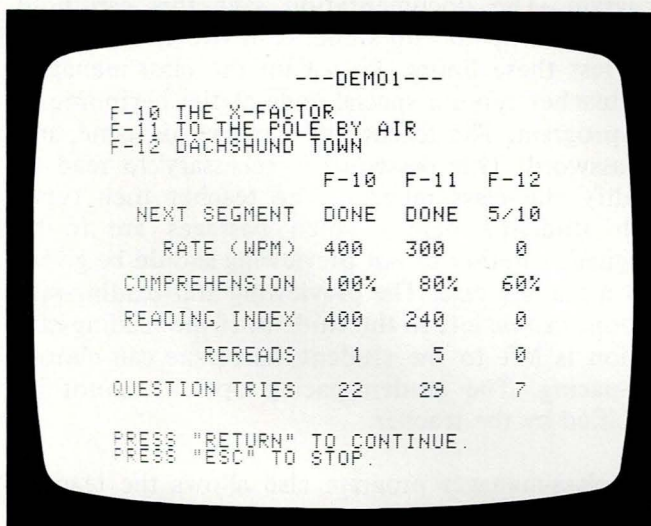 ---DEMO1---
F-10 THE X-FACTOR
F-11 TO THE POLE BY AIR
F-12 DACHSHUND TOWN
F-10 F-11 F-12
NEXT SEGMENT DONE DONE 5/10
RATE (WPM) 400 300 0
COMPREHENSION 100% 80% 60%
READING INDEX 400 240 0
REREADS 1 5 0
QUESTION TRIES 22 29 7
PRESS "RETURN" TO CONTINUE.
PRESS "ESC" TO STOP.